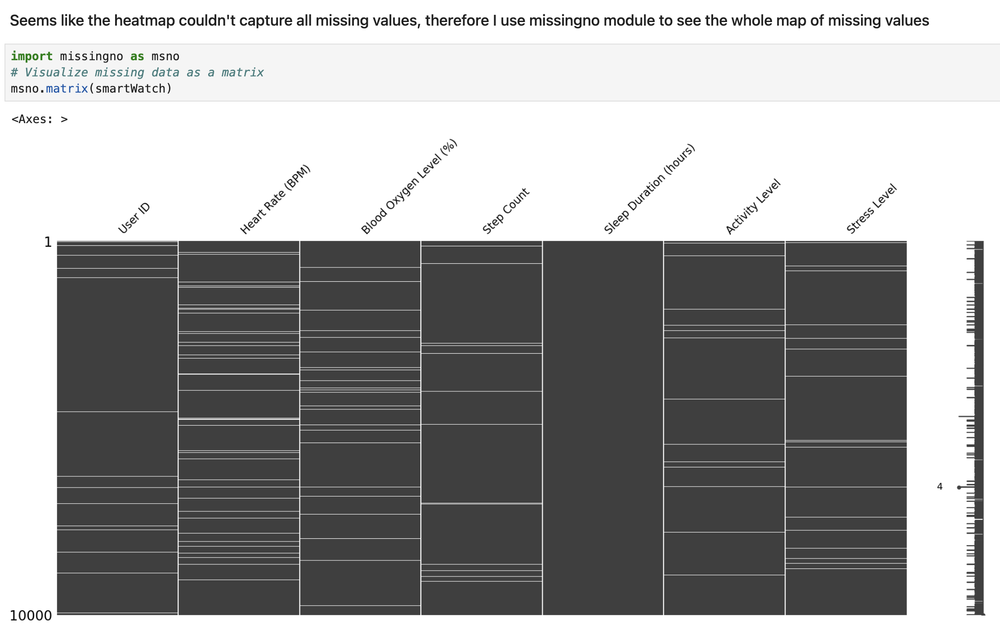 Seems like the heatmap couldn't capture all missing values, therefore I use missingno module to see the whole map of missing values
import missingno as msno
# Visualize missing data as a matrix
msno.matrix(smartWatch)
<Axes: >
User ID
Heart Rate (BPM)
Blood Oxygen Level (%)
Step Count
Sleep Duration (hours)
Activity Level
Stress Level
1
4
10000